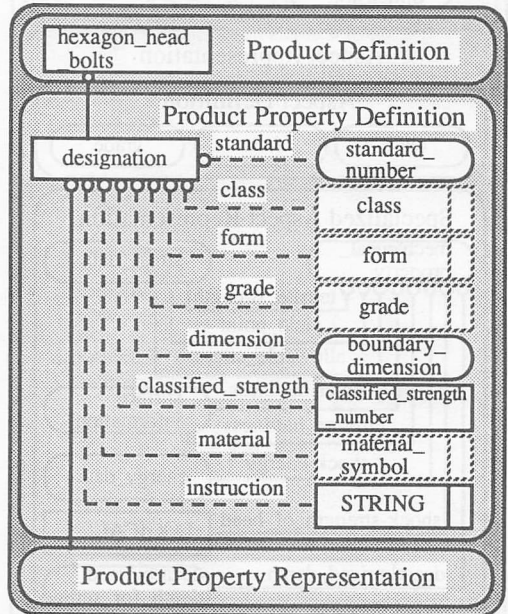 hexagon_head
_bolts
Product Definition
Product Property Definition
designation
standard
standard_
number
class
class
form
form
grade
grade
dimension
boundary_
dimension
classified_strength
classified_strength
_number
material
material_
symbol
instruction
STRING
Product Property Representation